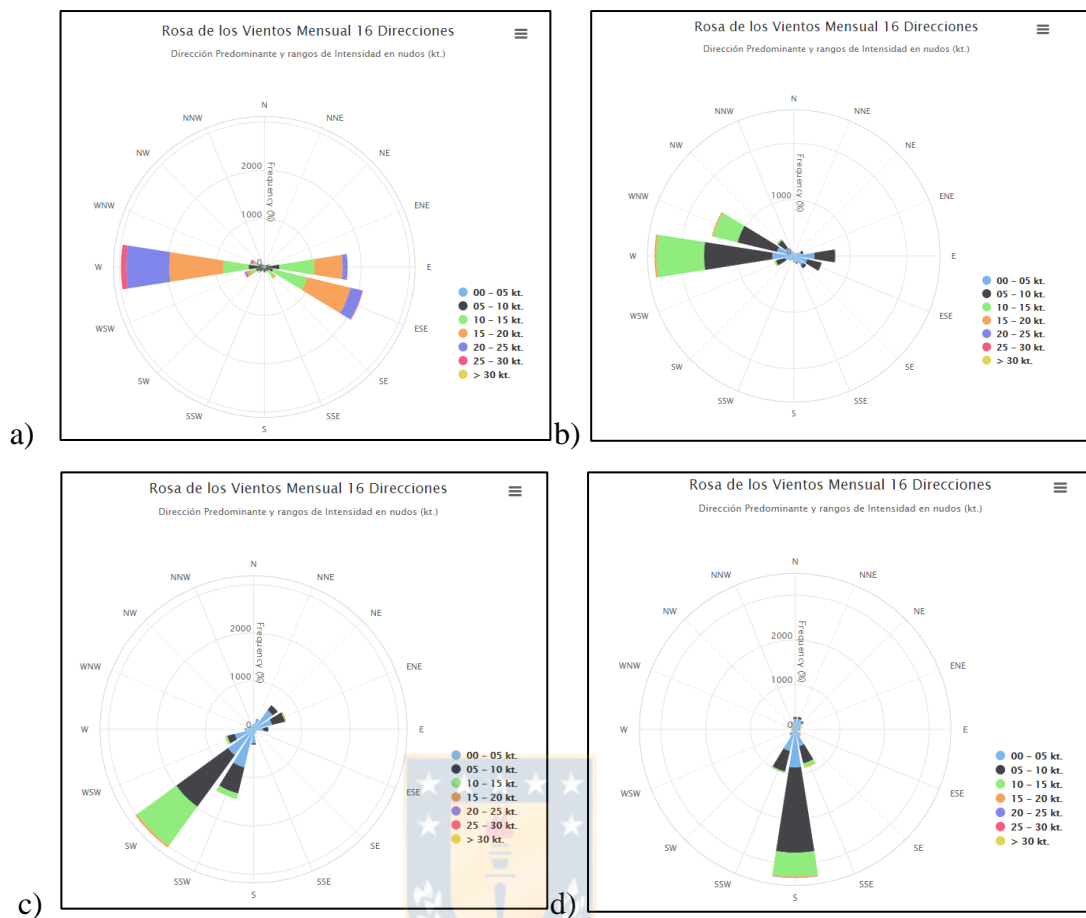 Rosa de los Vientos Mensual 16 Direcciones
Dirección Predominante y rangos de Intensidad en nudos (kt.)
N
NNW
NNE
NW
NE
Frequency (%)
2000
WNW
ENE
1000
0
W
E
00 – 05 kt.
WSW
ESE
05 – 10 kt.
10 – 15 kt.
15 – 20 kt.
20 – 25 kt.
SW
SE
25 – 30 kt.
> 30 kt.
SSW
SSE
S
a)
Rosa de los Vientos Mensual 16 Direcciones
Dirección Predominante y rangos de Intensidad en nudos (kt.)
N
NNW
NNE
NW
NE
Frequency (%)
WNW
1000
ENE
0
W
E
00 – 05 kt.
05 – 10 kt.
WSW
ESE
10 – 15 kt.
15 – 20 kt.
20 – 25 kt.
SW
SE
25 – 30 kt.
> 30 kt.
SSW
SSE
S
b)
Rosa de los Vientos Mensual 16 Direcciones
Dirección Predominante y rangos de Intensidad en nudos (kt.)
N
NNW
NNE
NW
NE
Frequency (%)
2000
WNW
ENE
1000
0
W
E
00 – 05 kt.
05 – 10 kt.
WSW
ESE
10 – 15 kt.
15 – 20 kt.
20 – 25 kt.
25 – 30 kt.
SW
SE
> 30 kt.
SSW
SSE
S
c)
Rosa de los Vientos Mensual 16 Direcciones
Dirección Predominante y rangos de Intensidad en nudos (kt.)
N
NNW
NNE
NW
NE
Frequency (%)
2000
WNW
ENE
1000
0
W
E
00 – 05 kt.
05 – 10 kt.
WSW
ESE
10 – 15 kt.
15 – 20 kt.
20 – 25 kt.
25 – 30 kt.
SW
SE
> 30 kt.
SSW
SSE
S
d)